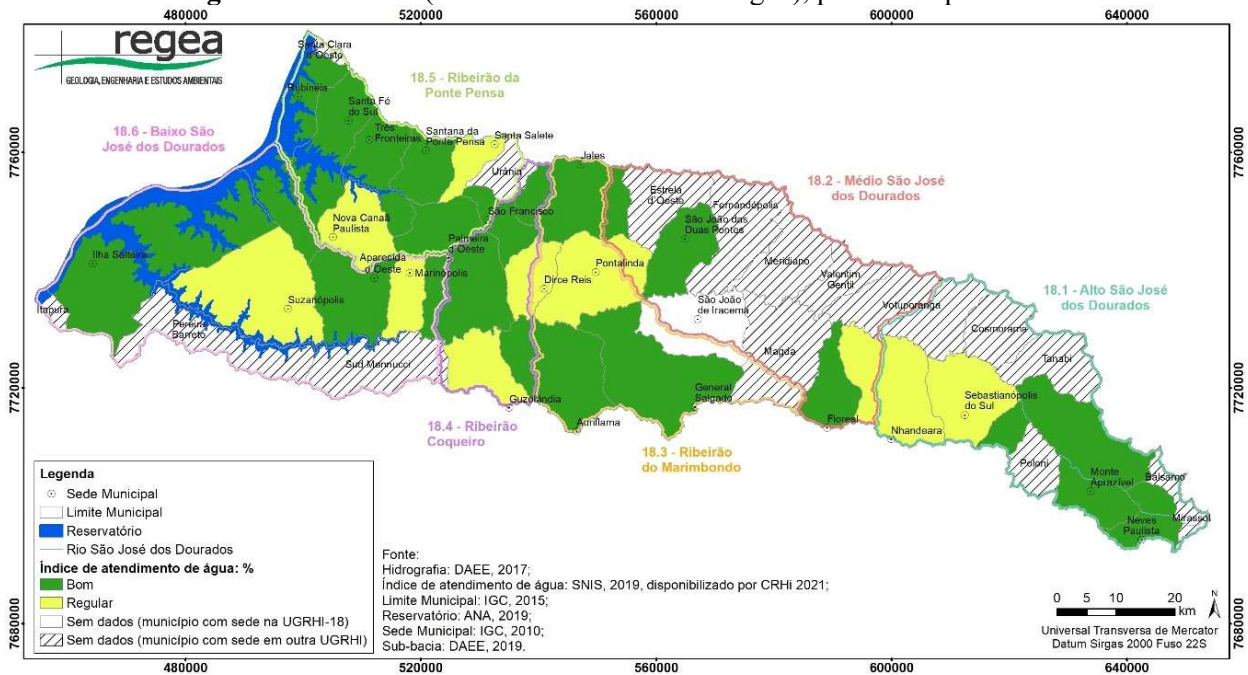 480000 520000 560000 600000 640000
regea
GEOLOGIA, ENGENHARIA E ESTUDOS AMBIENTAIS
Santa Clara
d'Oeste
18.5 - Ribeirão da
Ponte Pensa
Rubinéia
Santa Fé
do Sul
Três
Fronteiras
Santana da
Ponte Pensa
Santa Salete
18.6 - Baixo São
José dos Dourados
7760000
7760000
Urânia
Jales
18.2 - Médio São José
dos Dourados
Estrela
d'Oeste
Fernandópolis
São Francisco
São João das
Duas Pontes
Nova Canaã
Paulista
Palmeira
d'Oeste
Meridiano
Ilha Solteira
Aparecida
d'Oeste
Marinópolis
Pontalinda
Dirce Reis
Valentim
Gentil
18.1 - Alto São José
dos Dourados
Suzanópolis
São João
de Iracema
Votuporanga
Itapura
Pereira
Barreto
Cosmorama
Sud Mennucci
Magda
Tanabi
7720000
7720000
Guzolândia
General
Salgado
Sebastianópolis
do Sul
Auriflama
Floreal
Nhandeara
18.4 - Ribeirão
Coqueiro
18.3 - Ribeirão
do Marimbondo
Poloni
Monte
Aprazível
Bálsamo
Neves
Paulista
Mirassol
Legenda
Sede Municipal
Limite Municipal
Reservatório
Rio São José dos Dourados
Índice de atendimento de água: %
Bom
Regular
Sem dados (município com sede na UGRHI-18)
Sem dados (município com sede em outra UGRHI)
Fonte:
Hidrografia: DAEE, 2017;
Índice de atendimento de água: SNIS, 2019, disponibilizado por CRHi 2021;
Limite Municipal: IGC, 2015;
Reservatório: ANA, 2019;
Sede Municipal: IGC, 2010;
Sub-bacia: DAEE, 2019.
0 5 10 20
km
N
Universal Transversa de Mercator
Datum Sirgas 2000 Fuso 22S
7680000
7680000
480000 520000 560000 600000 640000